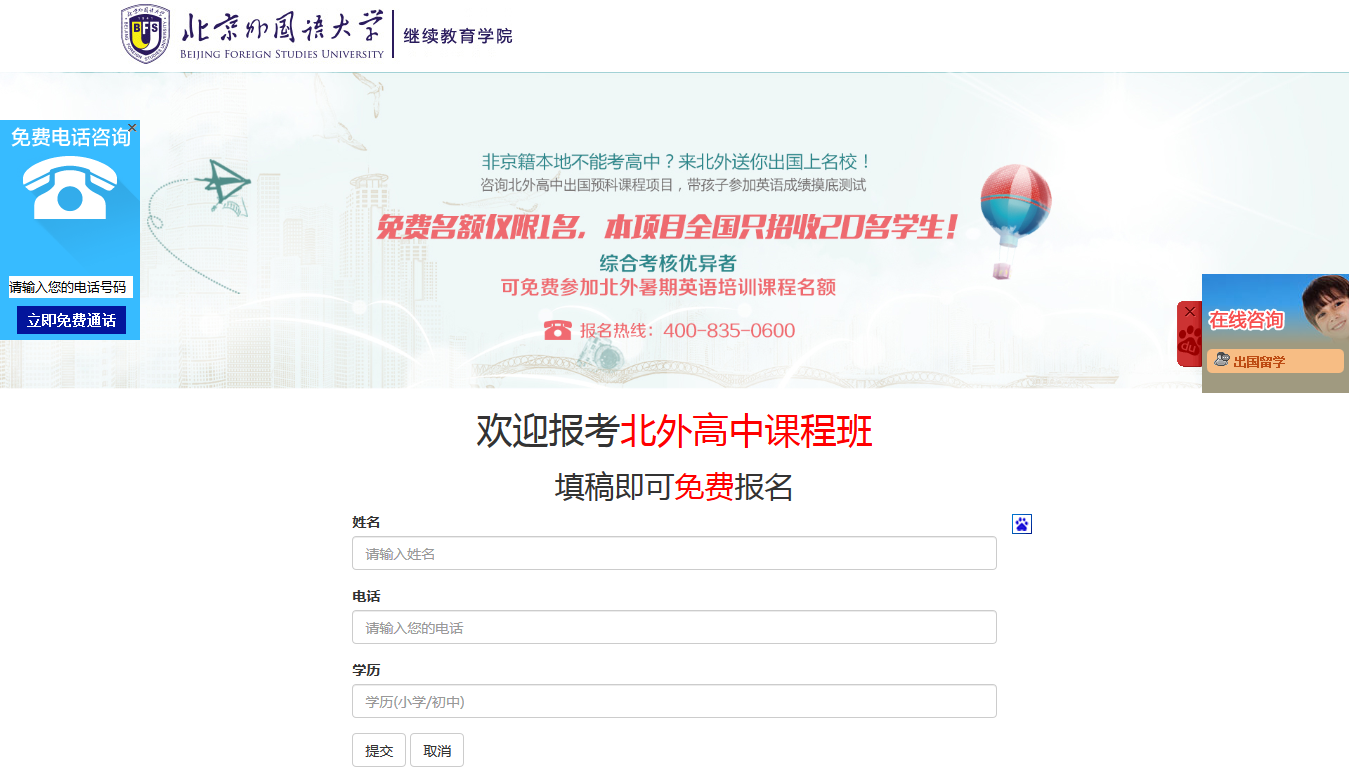 BFS
北京外国语大学
BEIJING FOREIGN STUDIES UNIVERSITY
继续教育学院
免费电话咨询
请输入您的电话号码
立即免费通话
非京籍本地不能考高中？来北外送你出国上名校！
咨询北外高中出国预科课程项目，带孩子参加英语成绩摸底测试
免费名额仅限1名，本项目全国只招收20名学生！
综合考核优异者
可免费参加北外暑期英语培训课程名额
报名热线：400-835-0600
在线咨询
出国留学
du
欢迎报考北外高中课程班
填稿即可免费报名
姓名
请输入姓名
电话
请输入您的电话
学历
学历(小学/初中)
提交 取消